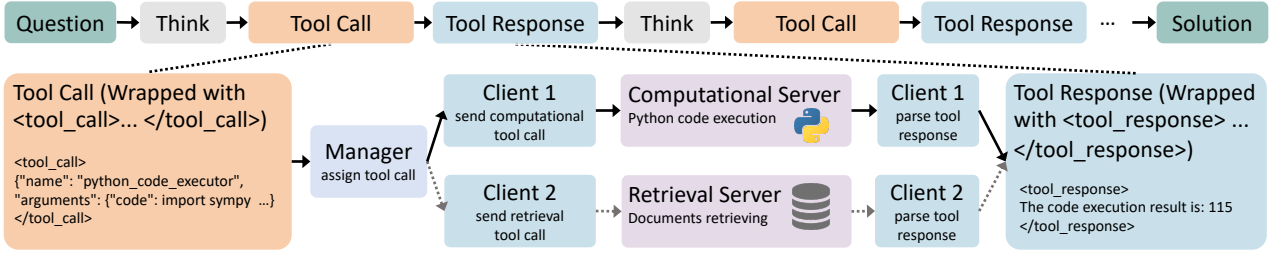 Question
Think
Tool Call
Tool Response
Think
Tool Call
Tool Response
...
Solution
Tool Call (Wrapped with
<tool_call>... </tool_call>)
<tool_call>
{"name": "python_code_executor",
"arguments": {"code": import sympy ...}
</tool_call>
Manager
assign tool call
Client 1
send computational
tool call
Computational Server
Python code execution
Client 1
parse tool
response
Client 2
send retrieval
tool call
Retrieval Server
Documents retrieving
Client 2
parse tool
response
Tool Response (Wrapped
with <tool_response> ...
</tool_response>)
<tool_response>
The code execution result is: 115
</tool_response>